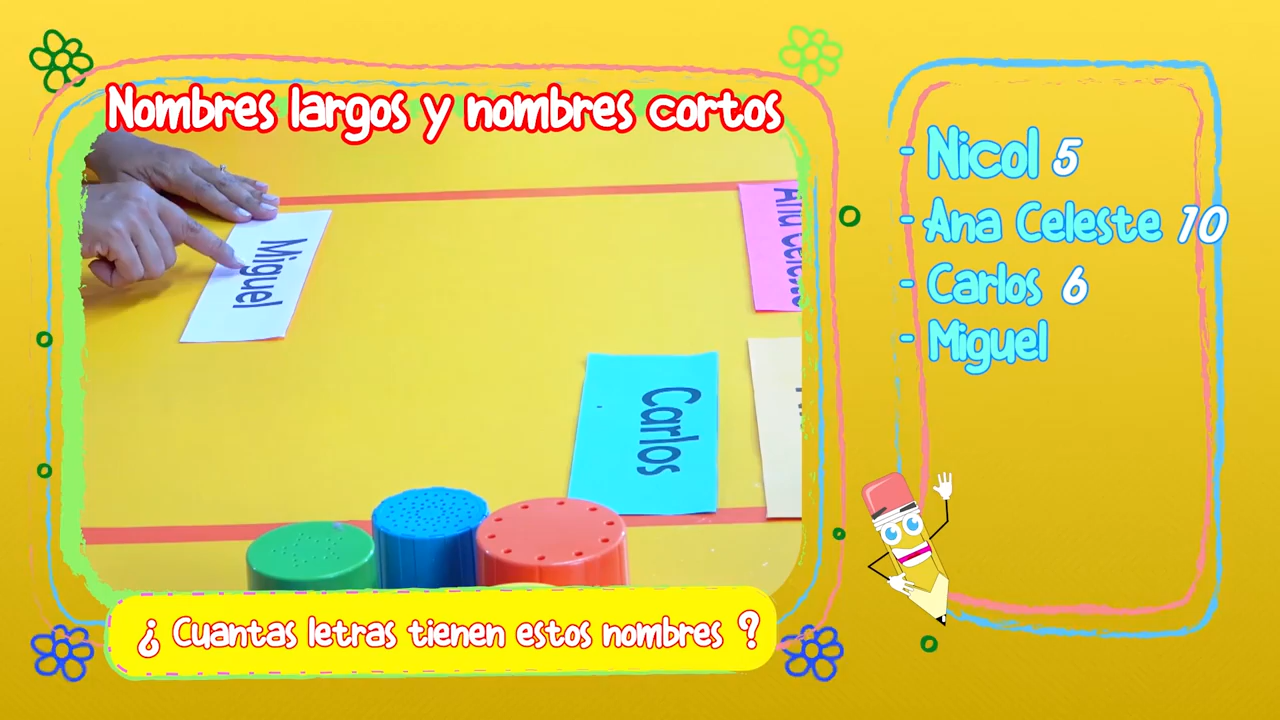 Nombres largos y nombres cortos
Miguel
Carlos
- Nicol 5
- Ana Celeste 10
- Carlos 6
- Miguel
¿ Cuantas letras tienen estos nombres ?